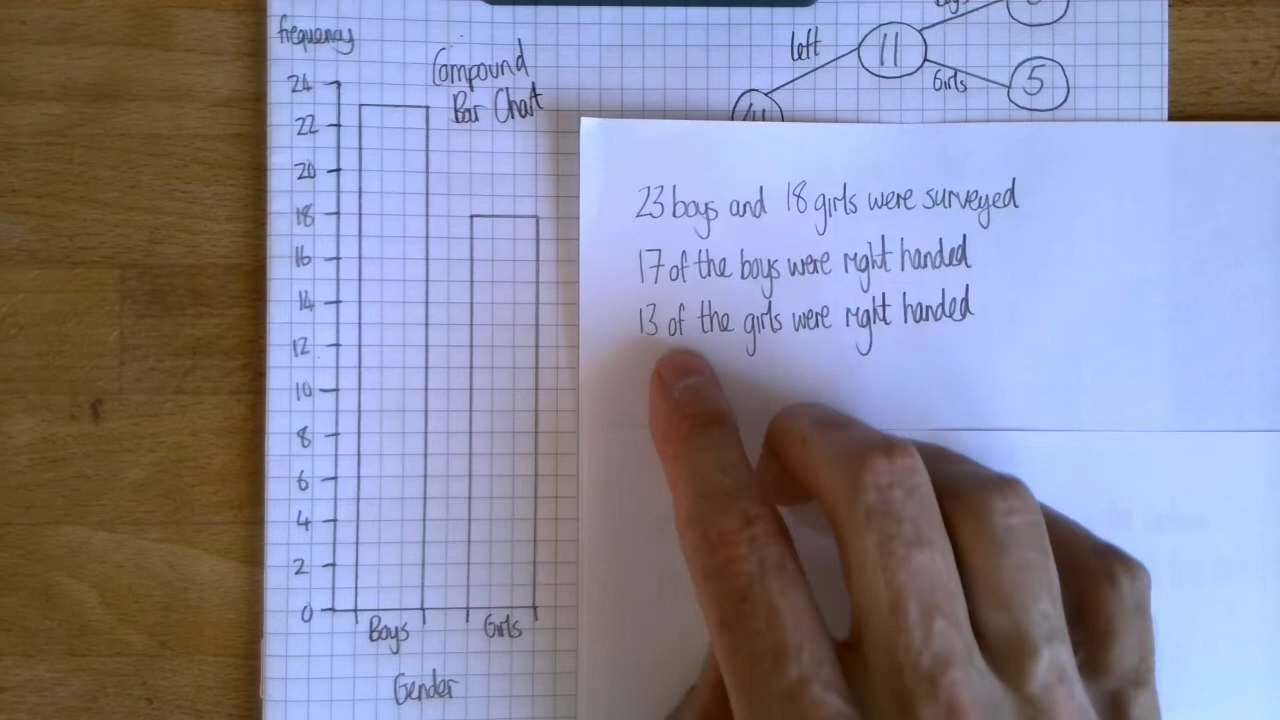 frequency
Compound
Bar Chart
24
22
20
18
16
14
12
10
8
6
4
2
0
Boys Girls
Gender
left
11
Girls
5
23 boys and 18 girls were surveyed
17 of the boys were right handed
13 of the girls were right handed